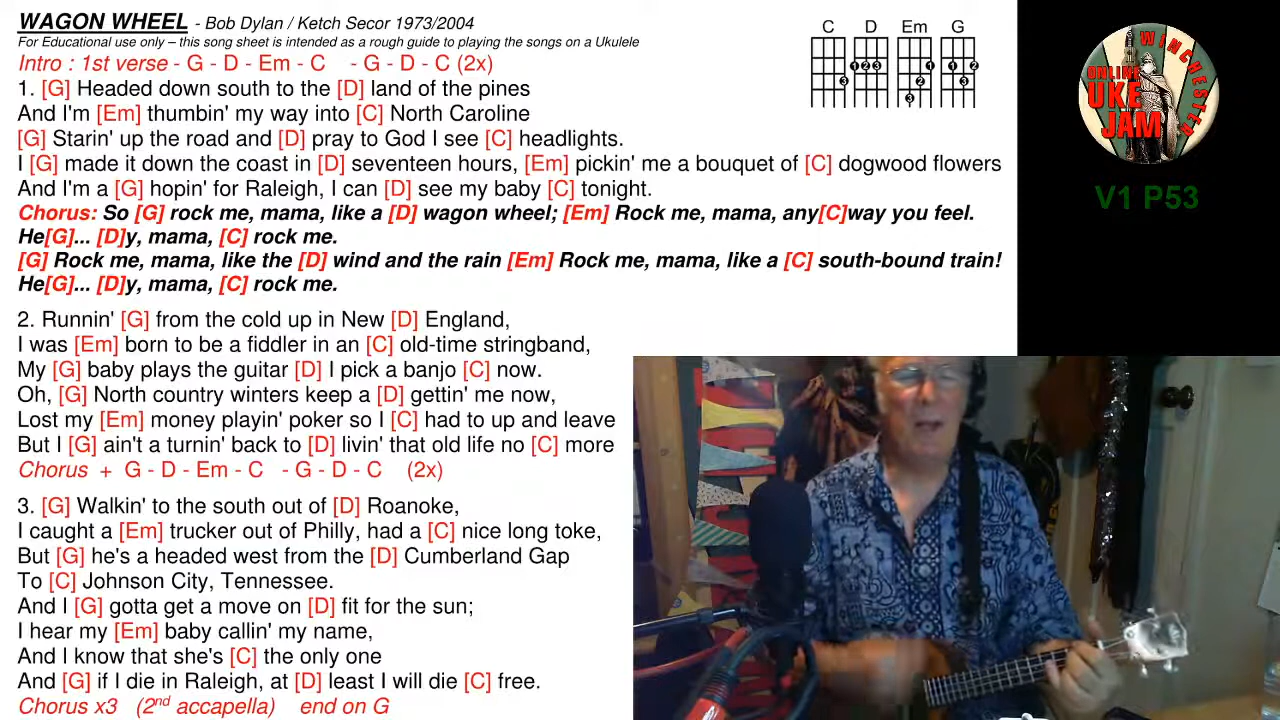 WAGON WHEEL - Bob Dylan / Ketch Secor 1973/2004
For Educational use only – this song sheet is intended as a rough guide to playing the songs on a Ukulele
Intro : 1st verse - G - D - Em - C - G - D - C (2x)
1. [G] Headed down south to the [D] land of the pines
And I'm [Em] thumbin' my way into [C] North Caroline
[G] Starin' up the road and [D] pray to God I see [C] headlights.
I [G] made it down the coast in [D] seventeen hours, [Em] pickin' me a bouquet of [C] dogwood flowers
And I'm a [G] hopin' for Raleigh, I can [D] see my baby [C] tonight.
Chorus: So [G] rock me, mama, like a [D] wagon wheel; [Em] Rock me, mama, any[C]way you feel.
He[G]... [D]y, mama, [C] rock me.
[G] Rock me, mama, like the [D] wind and the rain [Em] Rock me, mama, like a [C] south-bound train!
He[G]... [D]y, mama, [C] rock me.
2. Runnin' [G] from the cold up in New [D] England,
I was [Em] born to be a fiddler in an [C] old-time stringband,
My [G] baby plays the guitar [D] I pick a banjo [C] now.
Oh, [G] North country winters keep a [D] gettin' me now,
Lost my [Em] money playin' poker so I [C] had to up and leave
But I [G] ain't a turnin' back to [D] livin' that old life no [C] more
Chorus + G - D - Em - C - G - D - C (2x)
3. [G] Walkin' to the south out of [D] Roanoke,
I caught a [Em] trucker out of Philly, had a [C] nice long toke,
But [G] he's a headed west from the [D] Cumberland Gap
To [C] Johnson City, Tennessee.
And I [G] gotta get a move on [D] fit for the sun;
I hear my [Em] baby callin' my name,
And I know that she's [C] the only one
And [G] if I die in Raleigh, at [D] least I will die [C] free.
Chorus x3 (2nd accapella) end on G
C D Em G
1 2 3 1 1 2
3 2 3
3
WINCHESTER
ONLINE
UKE
JAM
V1 P53